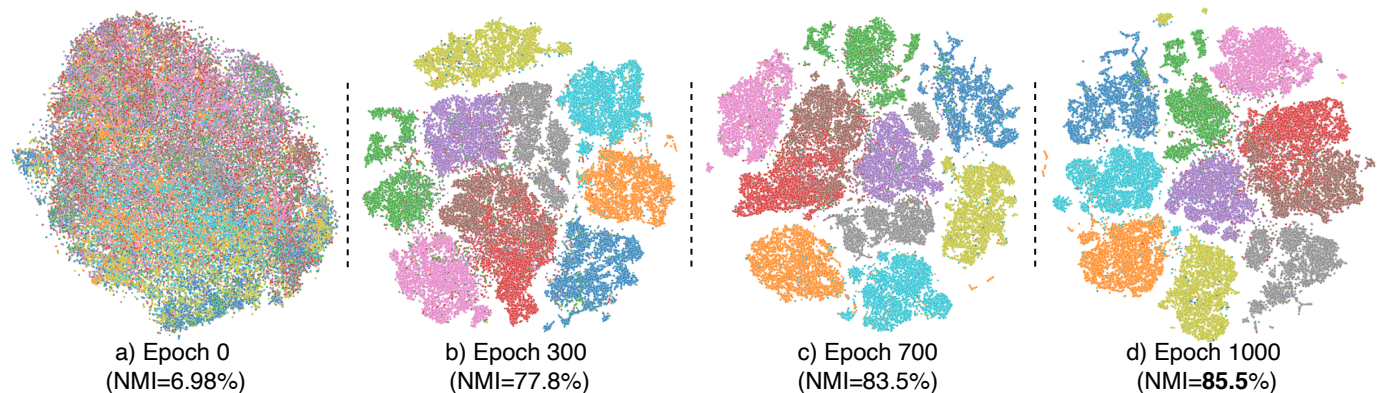 a) Epoch 0
(NMI=6.98%)
b) Epoch 300
(NMI=77.8%)
c) Epoch 700
(NMI=83.5%)
d) Epoch 1000
(NMI=85.5%)